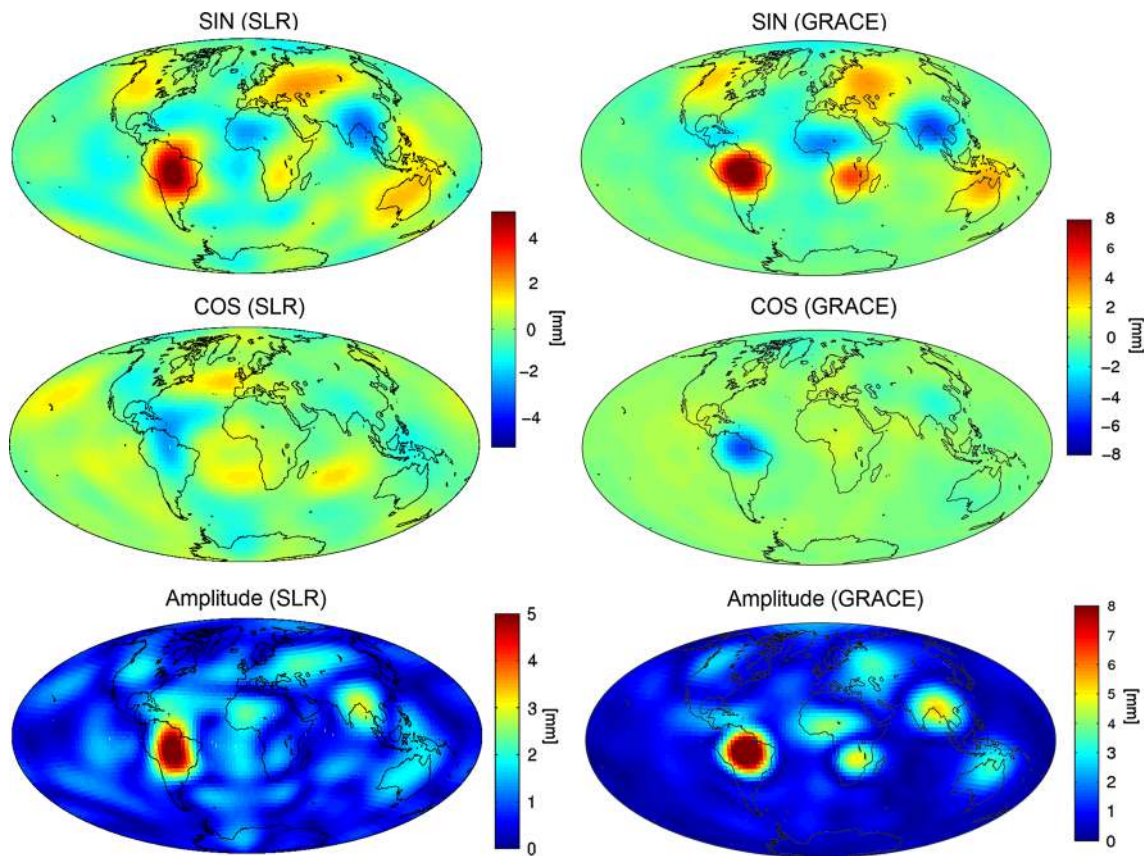 SIN (SLR)
SIN (GRACE)
4
2
0
−2
−4
[mm]
8
6
4
2
0
−2
−4
−6
−8
[mm]
COS (SLR)
COS (GRACE)
Amplitude (SLR)
5
4
3
2
1
0
[mm]
Amplitude (GRACE)
8
7
6
5
4
3
2
1
0
[mm]